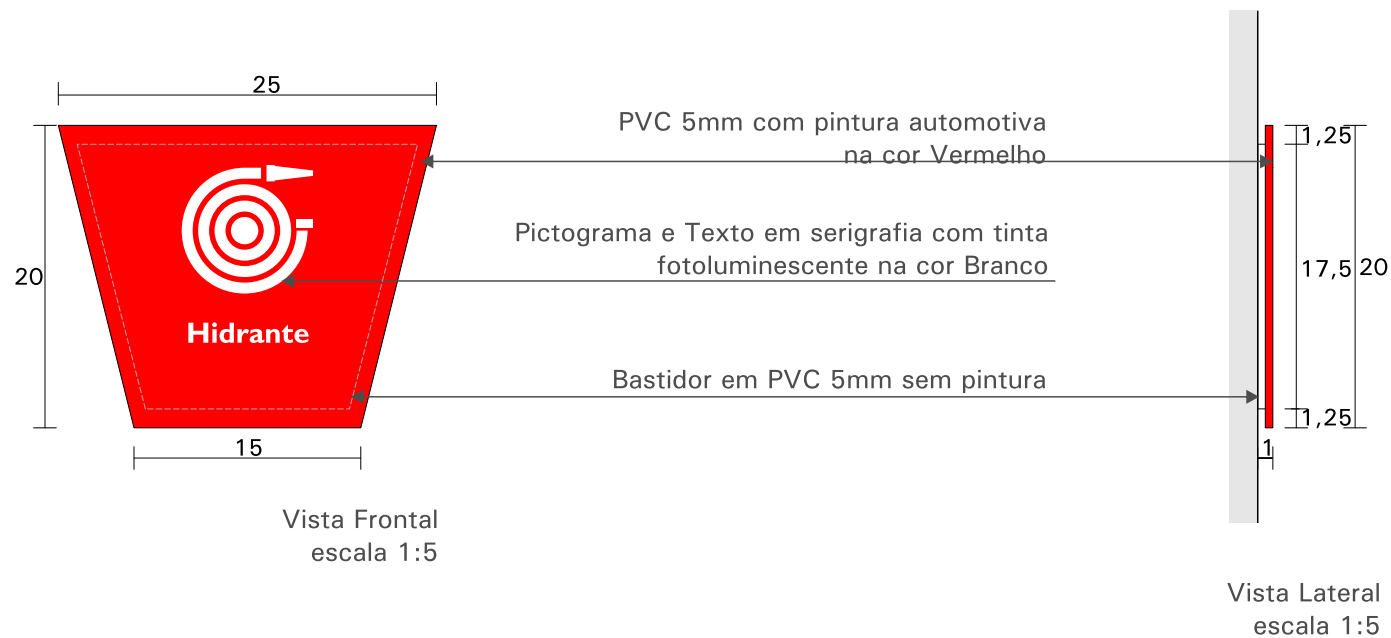 25
PVC 5mm com pintura automotiva
na cor Vermelho
1,25
Pictograma e Texto em serigrafia com tinta
fotoluminescente na cor Branco
20
17,5
20
Hidrante
Bastidor em PVC 5mm sem pintura
1,25
15
1
Vista Frontal
escala 1:5
Vista Lateral
escala 1:5